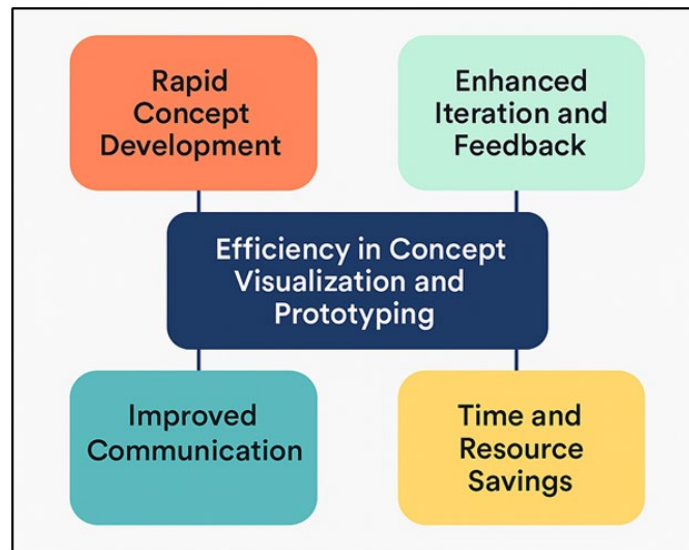 Rapid
Concept
Development
Enhanced
Iteration and
Feedback
Efficiency in Concept
Visualization and
Prototyping
Improved
Communication
Time and
Resource
Savings